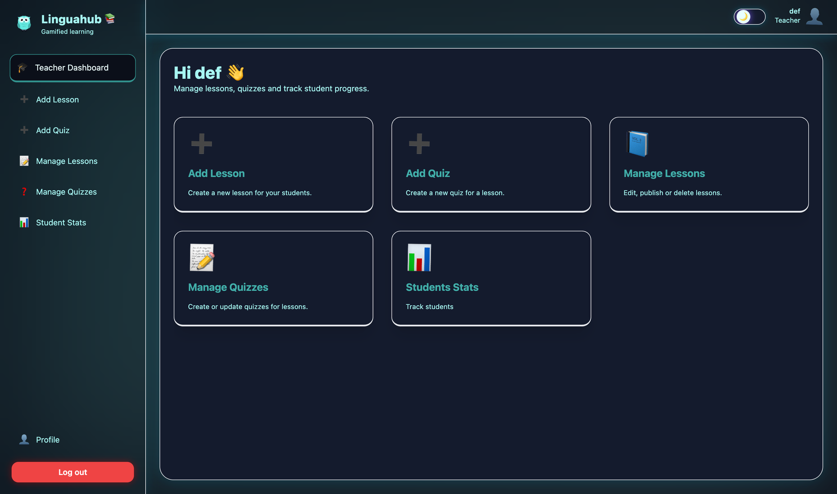 Linguahub
Gamified learning
def
Teacher
Teacher Dashboard
Add Lesson
Add Quiz
Manage Lessons
Manage Quizzes
Student Stats
Profile
Log out
Hi def
Manage lessons, quizzes and track student progress.
Add Lesson
Create a new lesson for your students.
Add Quiz
Create a new quiz for a lesson.
Manage Lessons
Edit, publish or delete lessons.
Manage Quizzes
Create or update quizzes for lessons.
Students Stats
Track students